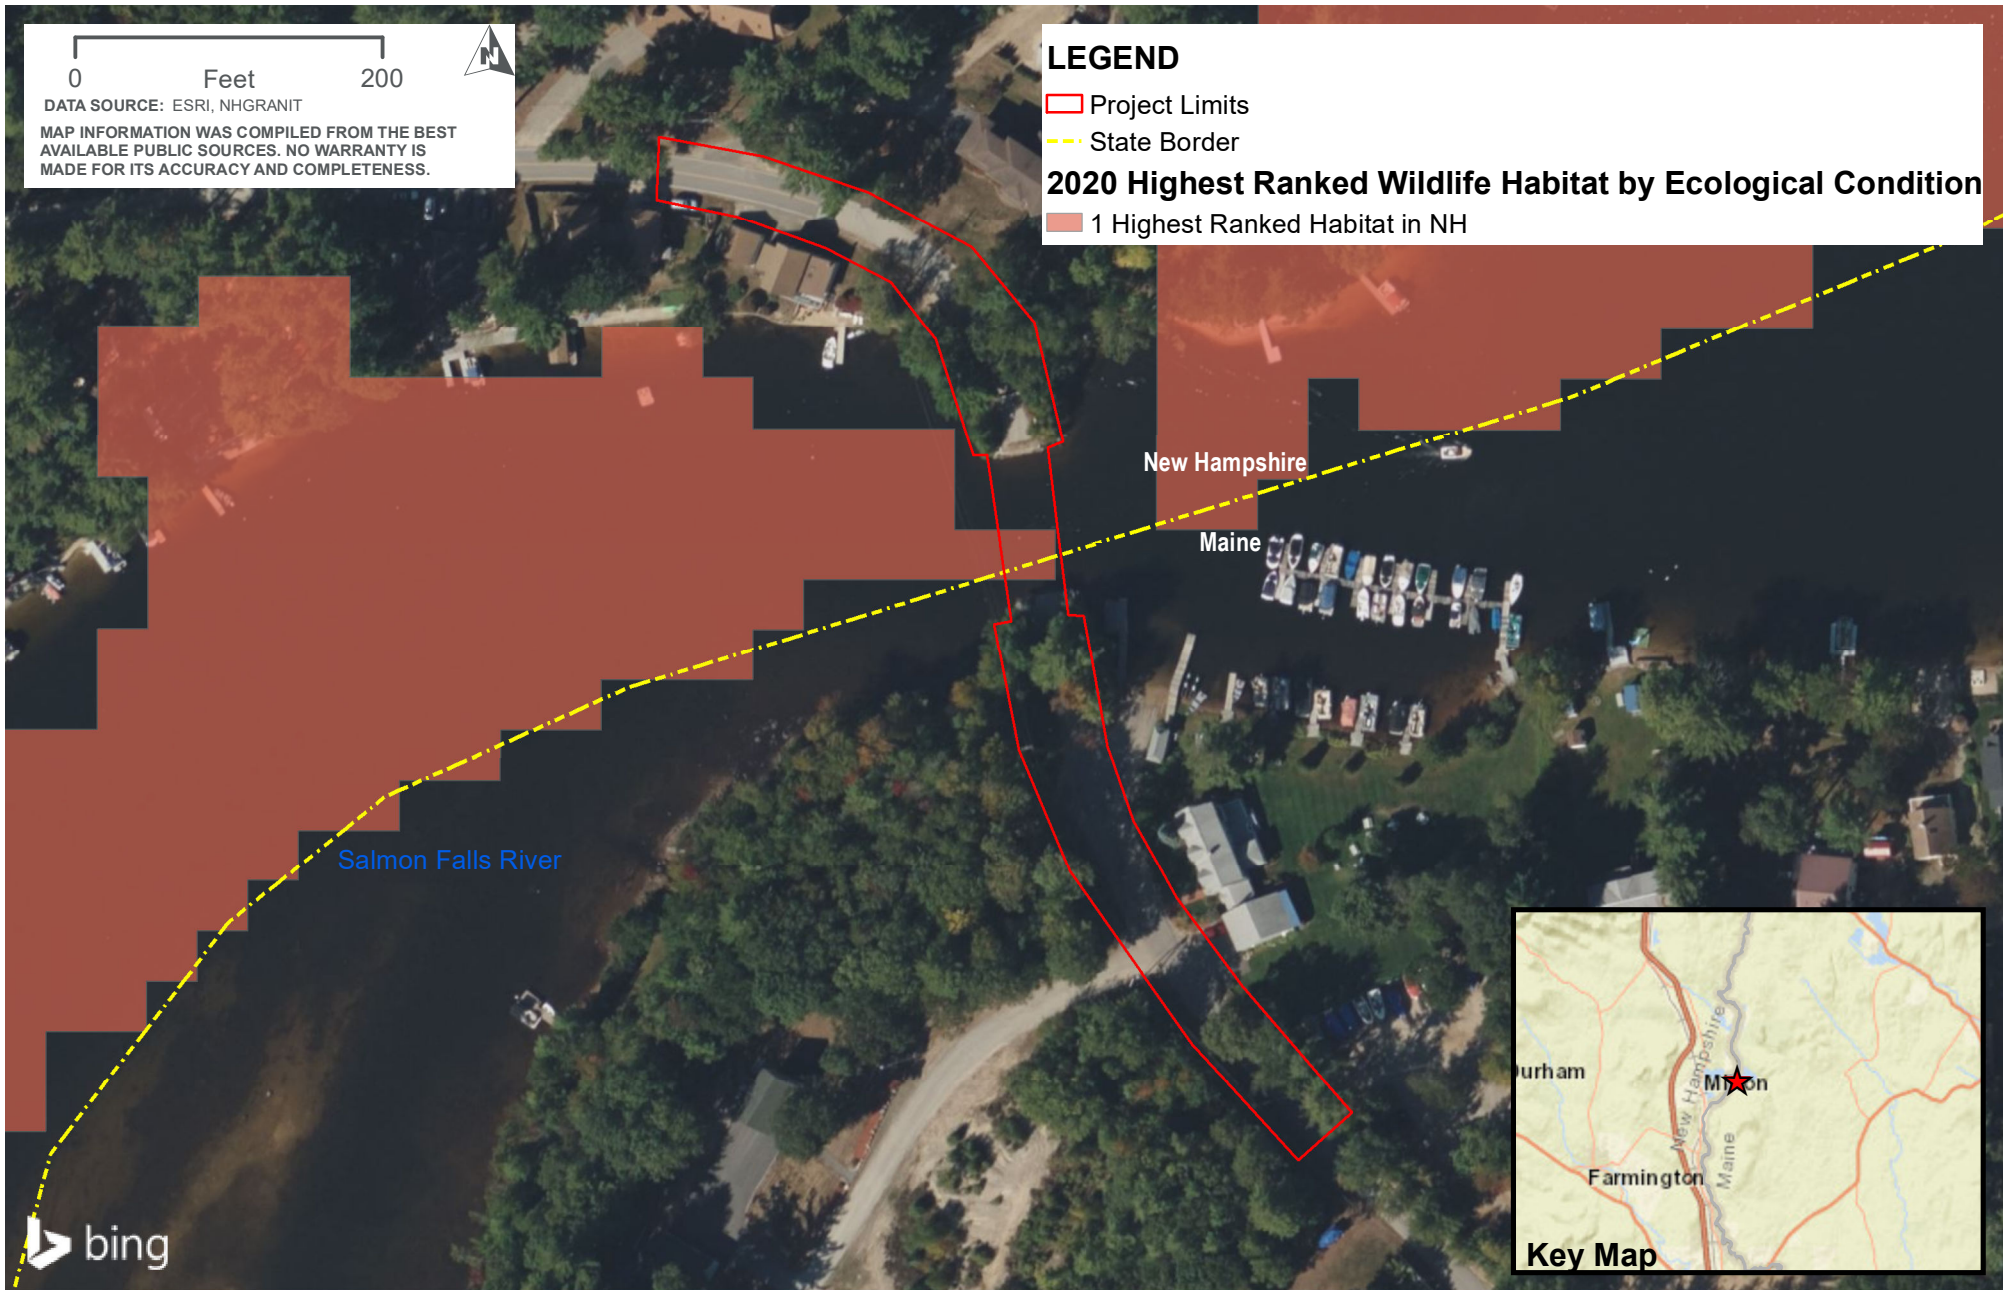 0 Feet 200
N
DATA SOURCE: ESRI, NHGRANIT
MAP INFORMATION WAS COMPILED FROM THE BEST
AVAILABLE PUBLIC SOURCES. NO WARRANTY IS
MADE FOR ITS ACCURACY AND COMPLETENESS.
LEGEND
Project Limits
State Border
2020 Highest Ranked Wildlife Habitat by Ecological Condition
1 Highest Ranked Habitat in NH
New Hampshire
Maine
Salmon Falls River
New Hampshire
Maine
Farmington
Key Map
bing